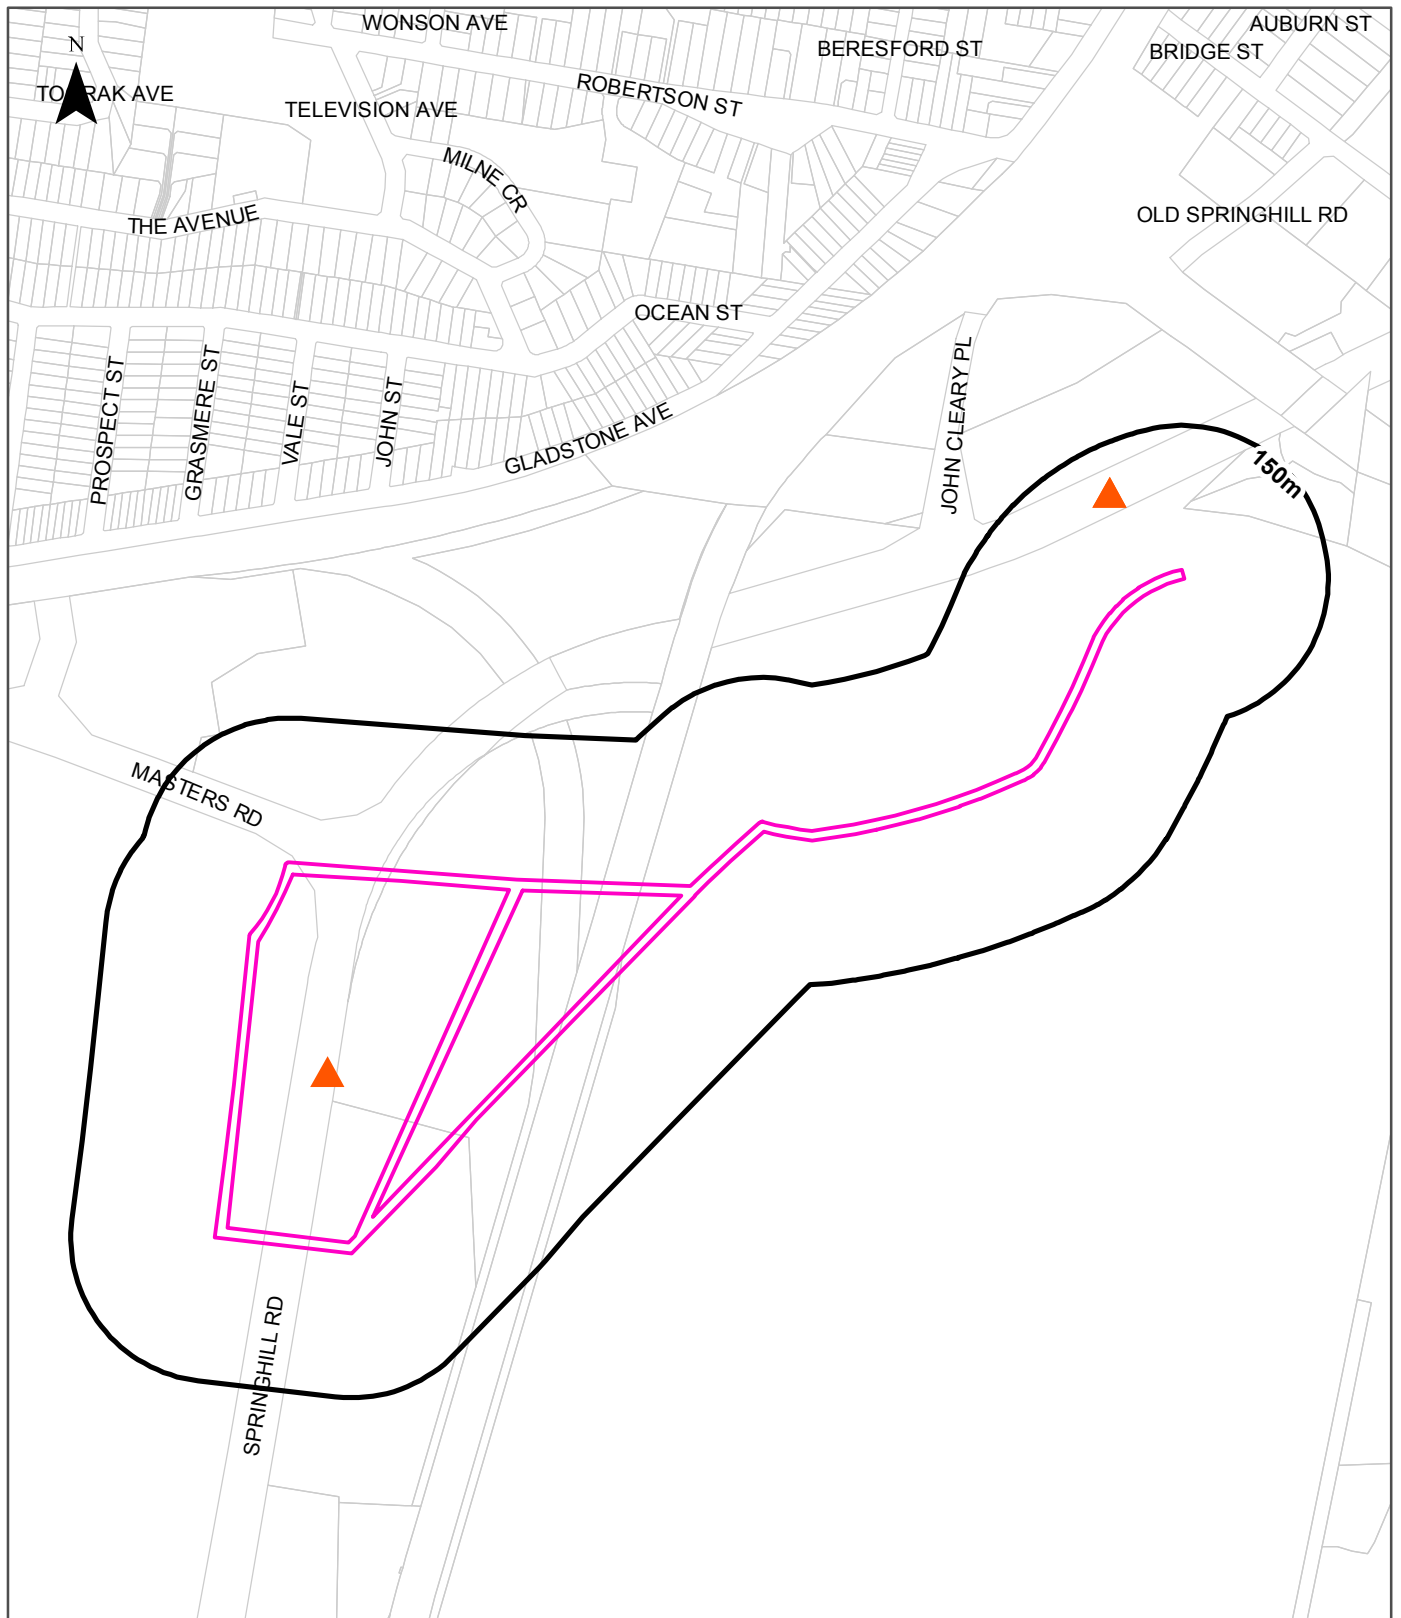 WONSON AVE
AUBURN ST
N
BERESFORD ST
BRIDGE ST
TELEVISION AVE
ROBERTSON ST
MILNE CR
THE AVENUE
OLD SPRINGHILL RD
OCEAN ST
PROSPECT ST
GRASMERE ST
VALE ST
JOHN ST
GLADSTONE AVE
JOHN CLEARY PL
150m
MASTERS RD
SPRINGHILL RD